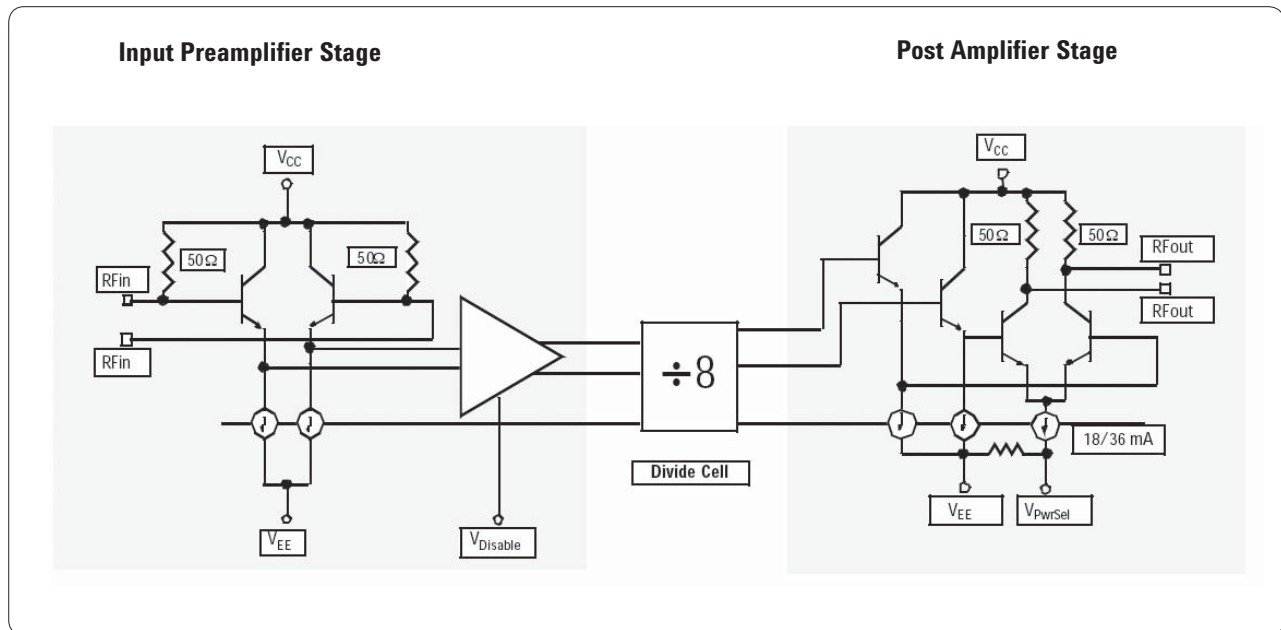 Input Preamplifier Stage
Post Amplifier Stage
VCC
50Ω
50Ω
RFin
RFin
VEE
VDisable
÷8
Divide Cell
VCC
50Ω
50Ω
RFout
RFout
18/36 mA
VEE
VPwrSel